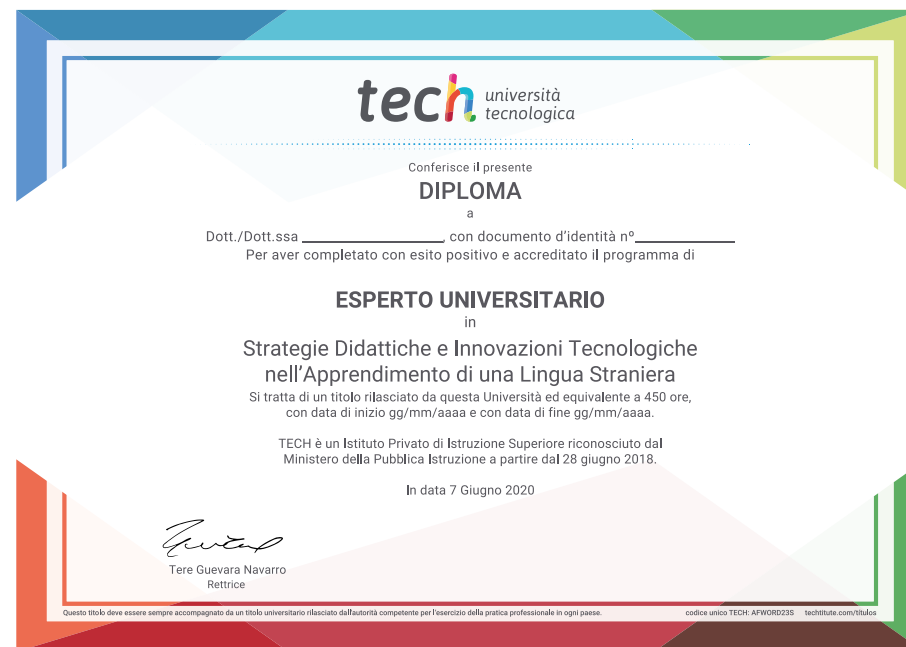 tech università
tecnologica
Conferisce il presente
DIPLOMA
a
Dott./Dott.ssa ____________________, con documento d'identità nº______________
Per aver completato con esito positivo e accreditato il programma di
ESPERTO UNIVERSITARIO
in
Strategie Didattiche e Innovazioni Tecnologiche
nell'Apprendimento di una Lingua Straniera
Si tratta di un titolo rilasciato da questa Università ed equivalente a 450 ore,
con data di inizio gg/mm/aaaa e con data di fine gg/mm/aaaa.
TECH è un Istituto Privato di Istruzione Superiore riconosciuto dal
Ministero della Pubblica Istruzione a partire dal 28 giugno 2018.
In data 7 Giugno 2020
Tere Guevara Navarro
Rettrice
Questo titolo deve essere sempre accompagnato da un titolo universitario rilasciato dall'autorità competente per l'esercizio della pratica professionale in ogni paese. codice unico TECH: AFWORD23S techtitute.com/titulos